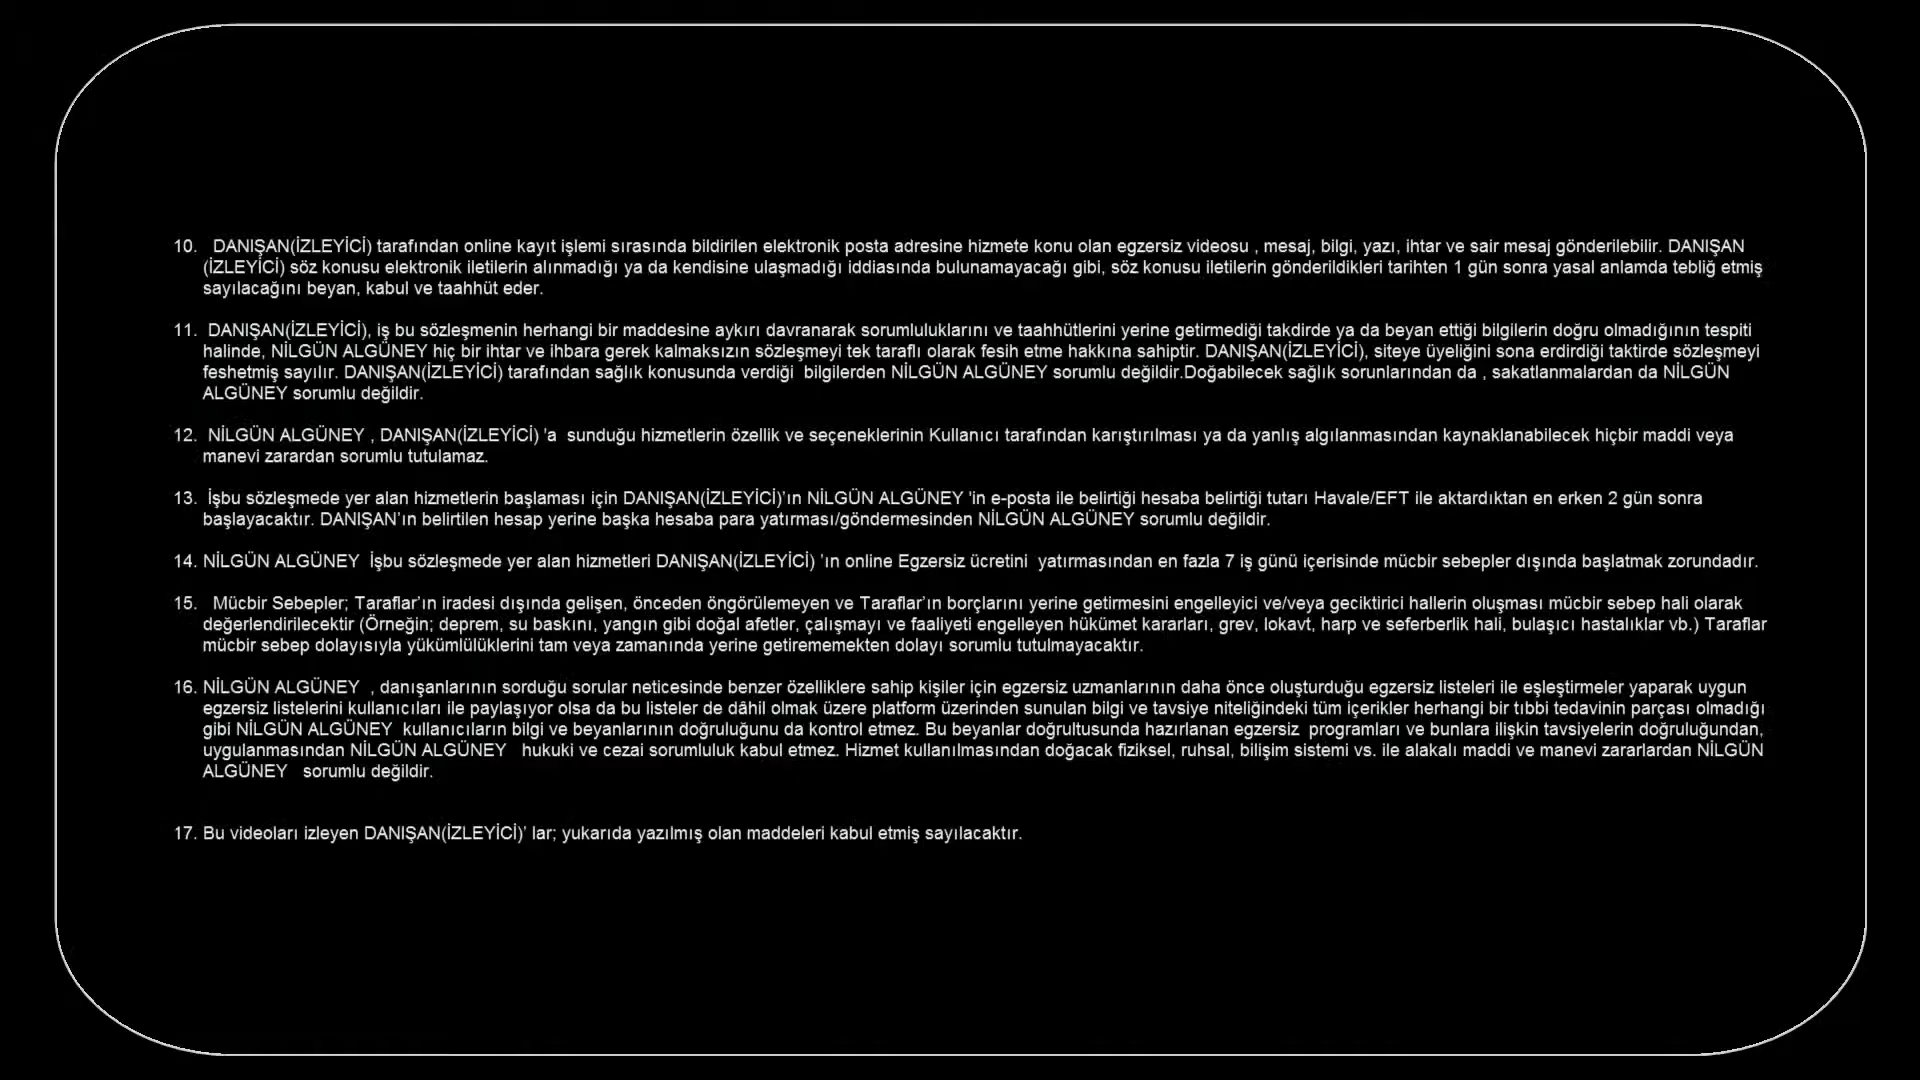 10. DANIŞAN(İZLEYİCİ) tarafından online kayıt işlemi sırasında bildirilen elektronik posta adresine hizmete konu olan egzersiz videosu , mesaj, bilgi, yazı, ihtar ve sair mesaj gönderilebilir. DANIŞAN
(İZLEYİCİ) söz konusu elektronik iletilerin alınmadığı ya da kendisine ulaşmadığı iddiasında bulunamayacağı gibi, söz konusu iletilerin gönderildikleri tarihten 1 gün sonra yasal anlamda tebliğ etmiş
sayılacağını beyan, kabul ve taahhüt eder.
11. DANIŞAN(İZLEYİCİ), iş bu sözleşmenin herhangi bir maddesine aykırı davranarak sorumluluklarını ve taahhütlerini yerine getirmediği takdirde ya da beyan ettiği bilgilerin doğru olmadığının tespiti
halinde, NİLGÜN ALGÜNEY hiç bir ihtar ve ihbara gerek kalmaksızın sözleşmeyi tek taraflı olarak fesih etme hakkına sahiptir. DANIŞAN(İZLEYİCİ), siteye üyeliğini sona erdirdiği taktirde sözleşmeyi
feshetmiş sayılır. DANIŞAN(İZLEYİCİ) tarafından sağlık konusunda verdiği bilgilerden NİLGÜN ALGÜNEY sorumlu değildir.Doğabilecek sağlık sorunlarından da , sakatlanmalardan da NİLGÜN
ALGÜNEY sorumlu değildir.
12. NİLGÜN ALGÜNEY , DANIŞAN(İZLEYİCİ) 'a sunduğu hizmetlerin özellik ve seçeneklerinin Kullanıcı tarafından karıştırılması ya da yanlış algılanmasından kaynaklanabilecek hiçbir maddi veya
manevi zarardan sorumlu tutulamaz.
13. İşbu sözleşmede yer alan hizmetlerin başlaması için DANIŞAN(İZLEYİCİ)’ın NİLGÜN ALGÜNEY 'in e-posta ile belirtiği hesaba belirtiği tutarı Havale/EFT ile aktardıktan en erken 2 gün sonra
başlayacaktır. DANIŞAN’ın belirtilen hesap yerine başka hesaba para yatırması/göndermesinden NİLGÜN ALGÜNEY sorumlu değildir.
14. NİLGÜN ALGÜNEY İşbu sözleşmede yer alan hizmetleri DANIŞAN(İZLEYİCİ) ’ın online Egzersiz ücretini yatırmasından en fazla 7 iş günü içerisinde mücbir sebepler dışında başlatmak zorundadır.
15. Mücbir Sebepler; Taraflar’ın iradesi dışında gelişen, önceden öngörülemeyen ve Taraflar’ın borçlarını yerine getirmesini engelleyici ve/veya geciktirici hallerin oluşması mücbir sebep hali olarak
değerlendirilecektir (Örneğin; deprem, su baskını, yangın gibi doğal afetler, çalışmayı ve faaliyeti engelleyen hükümet kararları, grev, lokavt, harp ve seferberlik hali, bulaşıcı hastalıklar vb.) Taraflar
mücbir sebep dolayısıyla yükümlülüklerini tam veya zamanında yerine getirememekten dolayı sorumlu tutulmayacaktır.
16. NİLGÜN ALGÜNEY , danışanlarının sorduğu sorular neticesinde benzer özelliklere sahip kişiler için egzersiz uzmanlarının daha önce oluşturduğu egzersiz listeleri ile eşleştirmeler yaparak uygun
egzersiz listelerini kullanıcıları ile paylaşıyor olsa da bu listeler de dâhil olmak üzere platform üzerinden sunulan bilgi ve tavsiye niteliğindeki tüm içerikler herhangi bir tıbbi tedavinin parçası olmadığı
gibi NİLGÜN ALGÜNEY kullanıcıların bilgi ve beyanlarının doğruluğunu da kontrol etmez. Bu beyanlar doğrultusunda hazırlanan egzersiz programları ve bunlara ilişkin tavsiyelerin doğruluğundan,
uygulanmasından NİLGÜN ALGÜNEY hukuki ve cezai sorumluluk kabul etmez. Hizmet kullanılmasından doğacak fiziksel, ruhsal, bilişim sistemi vs. ile alakalı maddi ve manevi zararlardan NİLGÜN
ALGÜNEY sorumlu değildir.
17. Bu videoları izleyen DANIŞAN(İZLEYİCİ)’ lar; yukarıda yazılmış olan maddeleri kabul etmiş sayılacaktır.